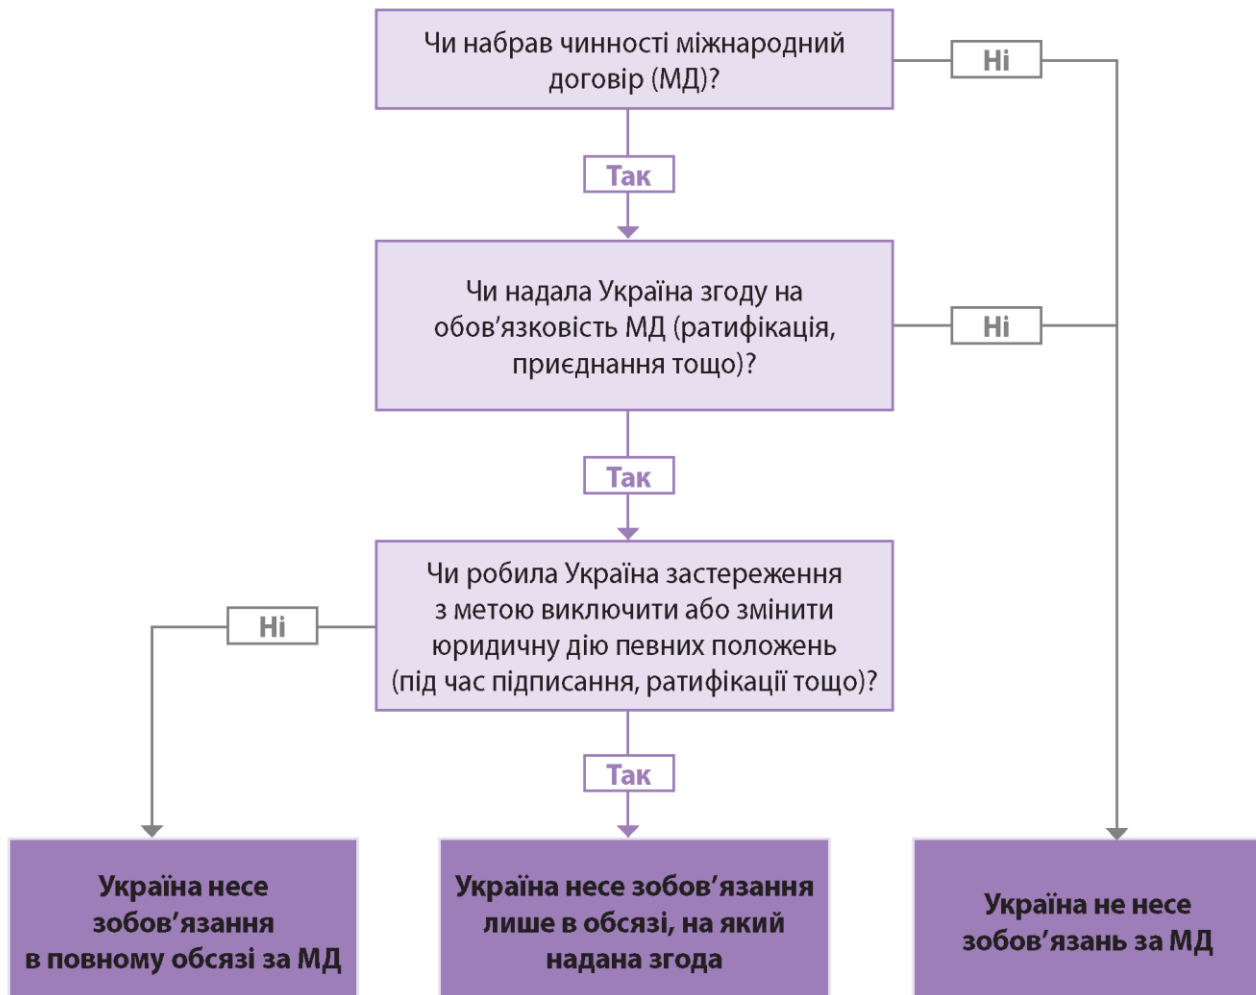 Чи набрав чинності міжнародний
договір (МД)?
Ні
Так
Чи надала Україна згоду на
обов’язковість МД (ратифікація,
приєднання тощо)?
Ні
Так
Чи робила Україна застереження
з метою виключити або змінити
юридичну дію певних положень
(під час підписання, ратифікації тощо)?
Ні
Так
Україна несе
зобов’язання
в повному обсязі за МД
Україна несе зобов’язання
лише в обсязі, на який
надана згода
Україна не несе
зобов’язань за МД